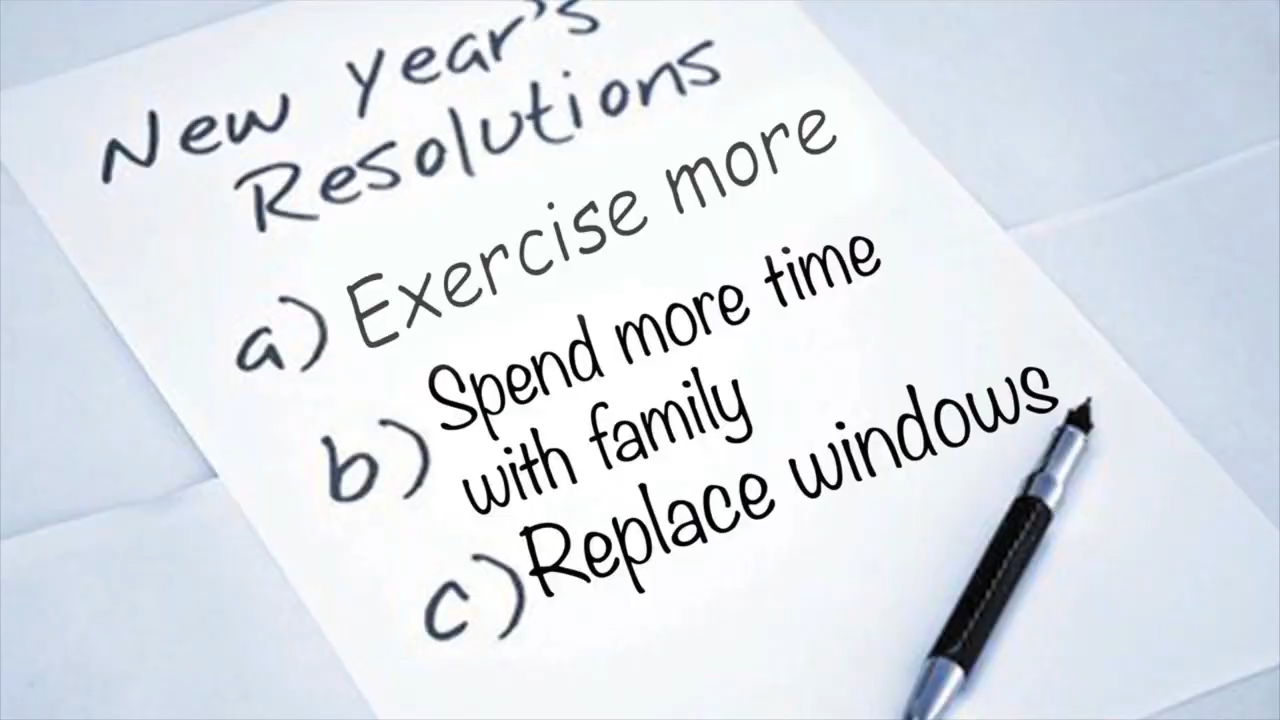 New Year's
Resolutions
a) Exercise more
b) Spend more time
with family
c) Replace windows